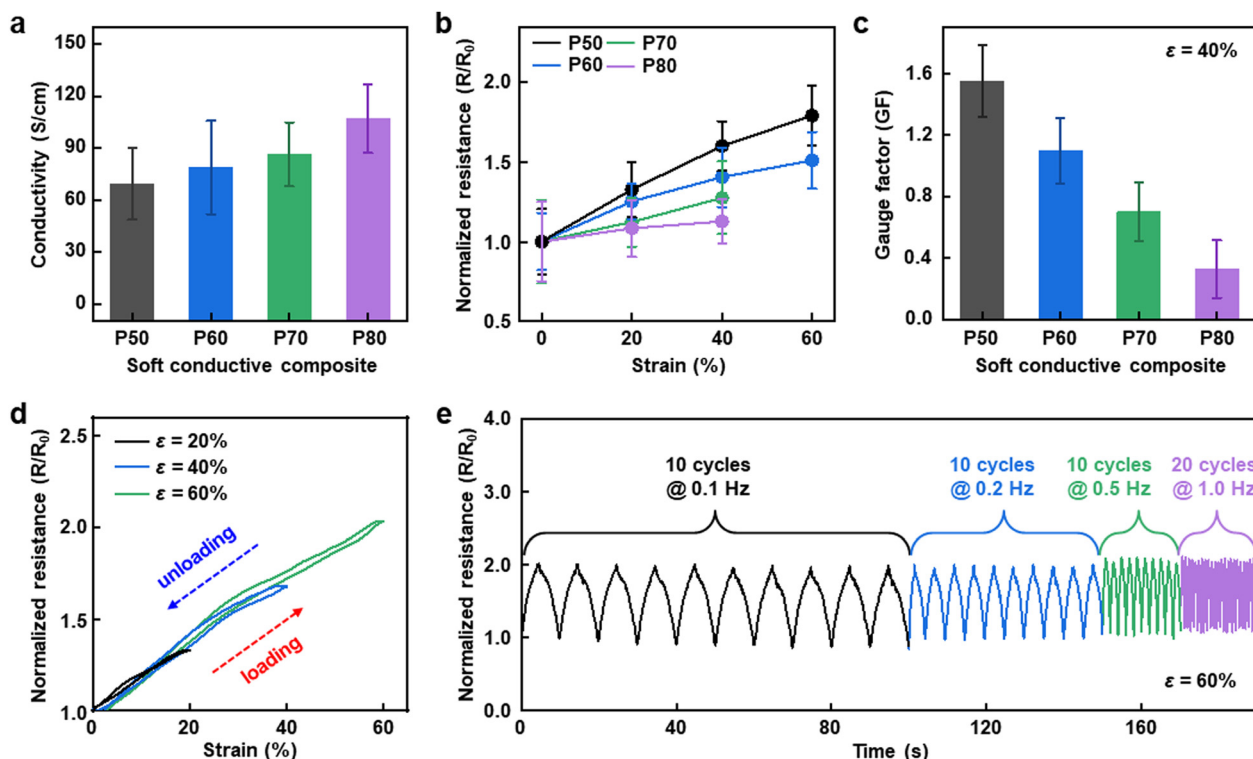 a
150
120
90
60
30
0
Conductivity (S/cm)
P50 P60 P70 P80
Soft conductive composite
b
P50 P70
P60 P80
2.0
1.5
1.0
0.5
Normalized resistance (R/R0)
0 20 40 60
Strain (%)
c
ε = 40%
1.6
1.2
0.8
0.4
0.0
Gauge factor (GF)
P50 P60 P70 P80
Soft conductive composite
d
ε = 20%
ε = 40%
ε = 60%
unloading
loading
2.5
2.0
1.5
1.0
Normalized resistance (R/R0)
0 20 40 60
Strain (%)
e
10 cycles
@ 0.1 Hz
10 cycles
@ 0.2 Hz
10 cycles
@ 0.5 Hz
20 cycles
@ 1.0 Hz
4.0
3.0
2.0
1.0
0.0
Normalized resistance (R/R0)
ε = 60%
0 40 80 120 160
Time (s)